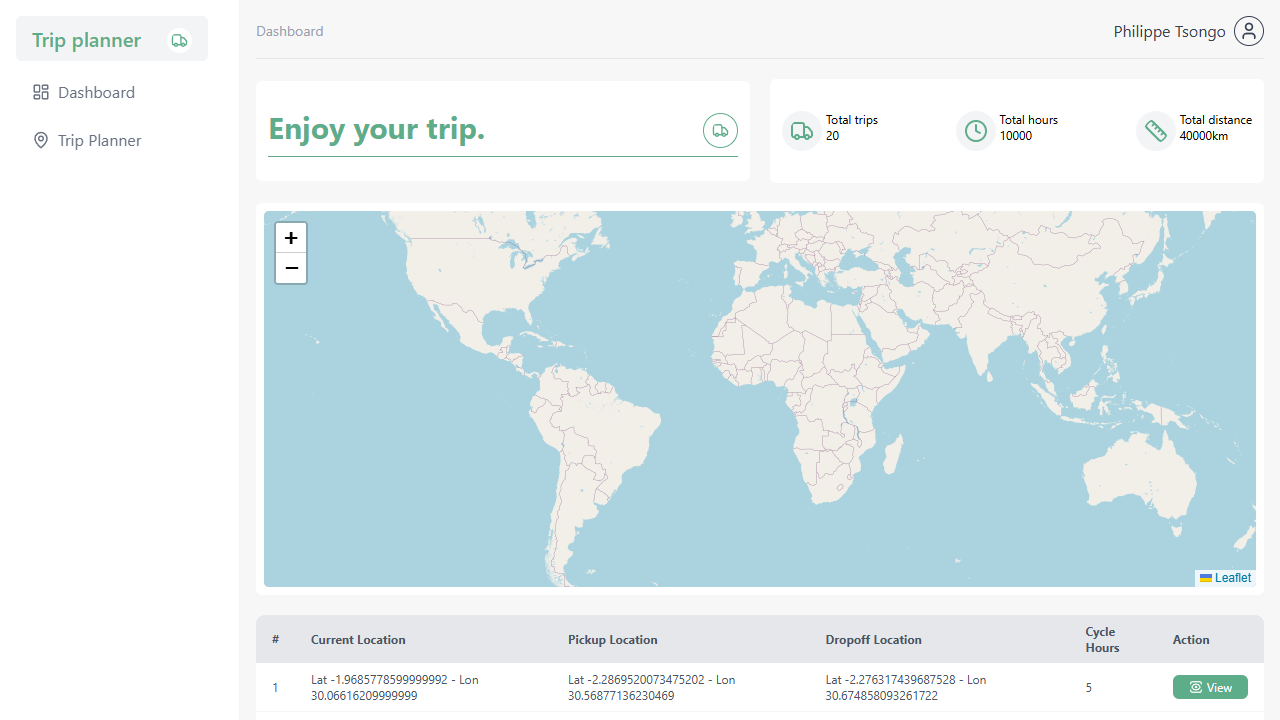 Trip planner
Dashboard
Trip Planner
Dashboard
Philippe Tsongo
Enjoy your trip.
Total trips
20
Total hours
10000
Total distance
40000km
+
−
Leaflet
# Current Location Pickup Location Dropoff Location Cycle Hours Action
1 Lat -1.9685778599999992 - Lon 30.06616209999999 Lat -2.2869520073475202 - Lon 30.56877136230469 Lat -2.276317439687528 - Lon 30.674858093261722 5 View